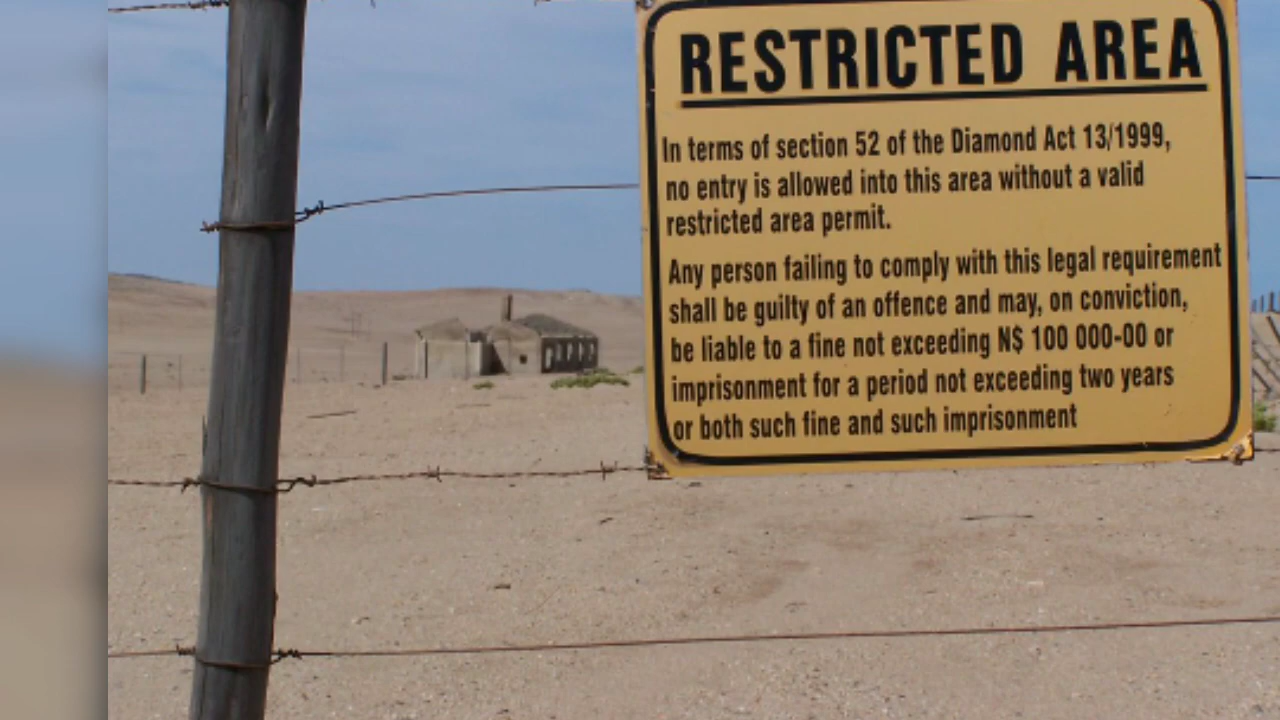 RESTRICTED AREA
In terms of section 52 of the Diamond Act 13/1999,
no entry is allowed into this area without a valid
restricted area permit.
Any person failing to comply with this legal requirement
shall be guilty of an offence and may, on conviction,
be liable to a fine not exceeding N$ 100 000-00 or
imprisonment for a period not exceeding two years
or both such fine and such imprisonment